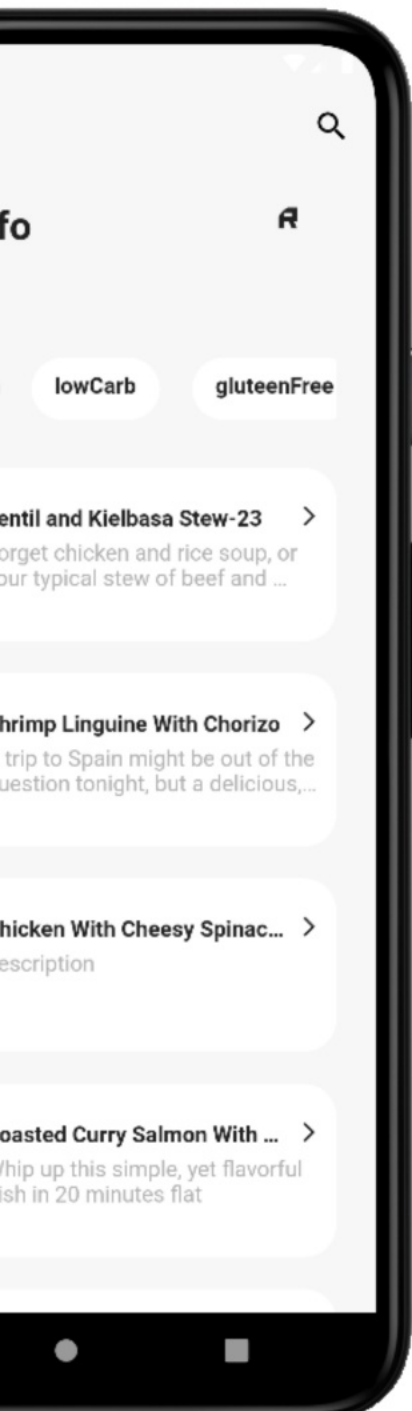 fo
lowCarb
gluteenFree
entil and Kielbasa Stew-23
orget chicken and rice soup, or
our typical stew of beef and ...
hrimp Linguine With Chorizo
trip to Spain might be out of the
uestion tonight, but a delicious,...
hicken With Cheesy Spinac...
escription
oasted Curry Salmon With ...
Whip up this simple, yet flavorful
ish in 20 minutes flat